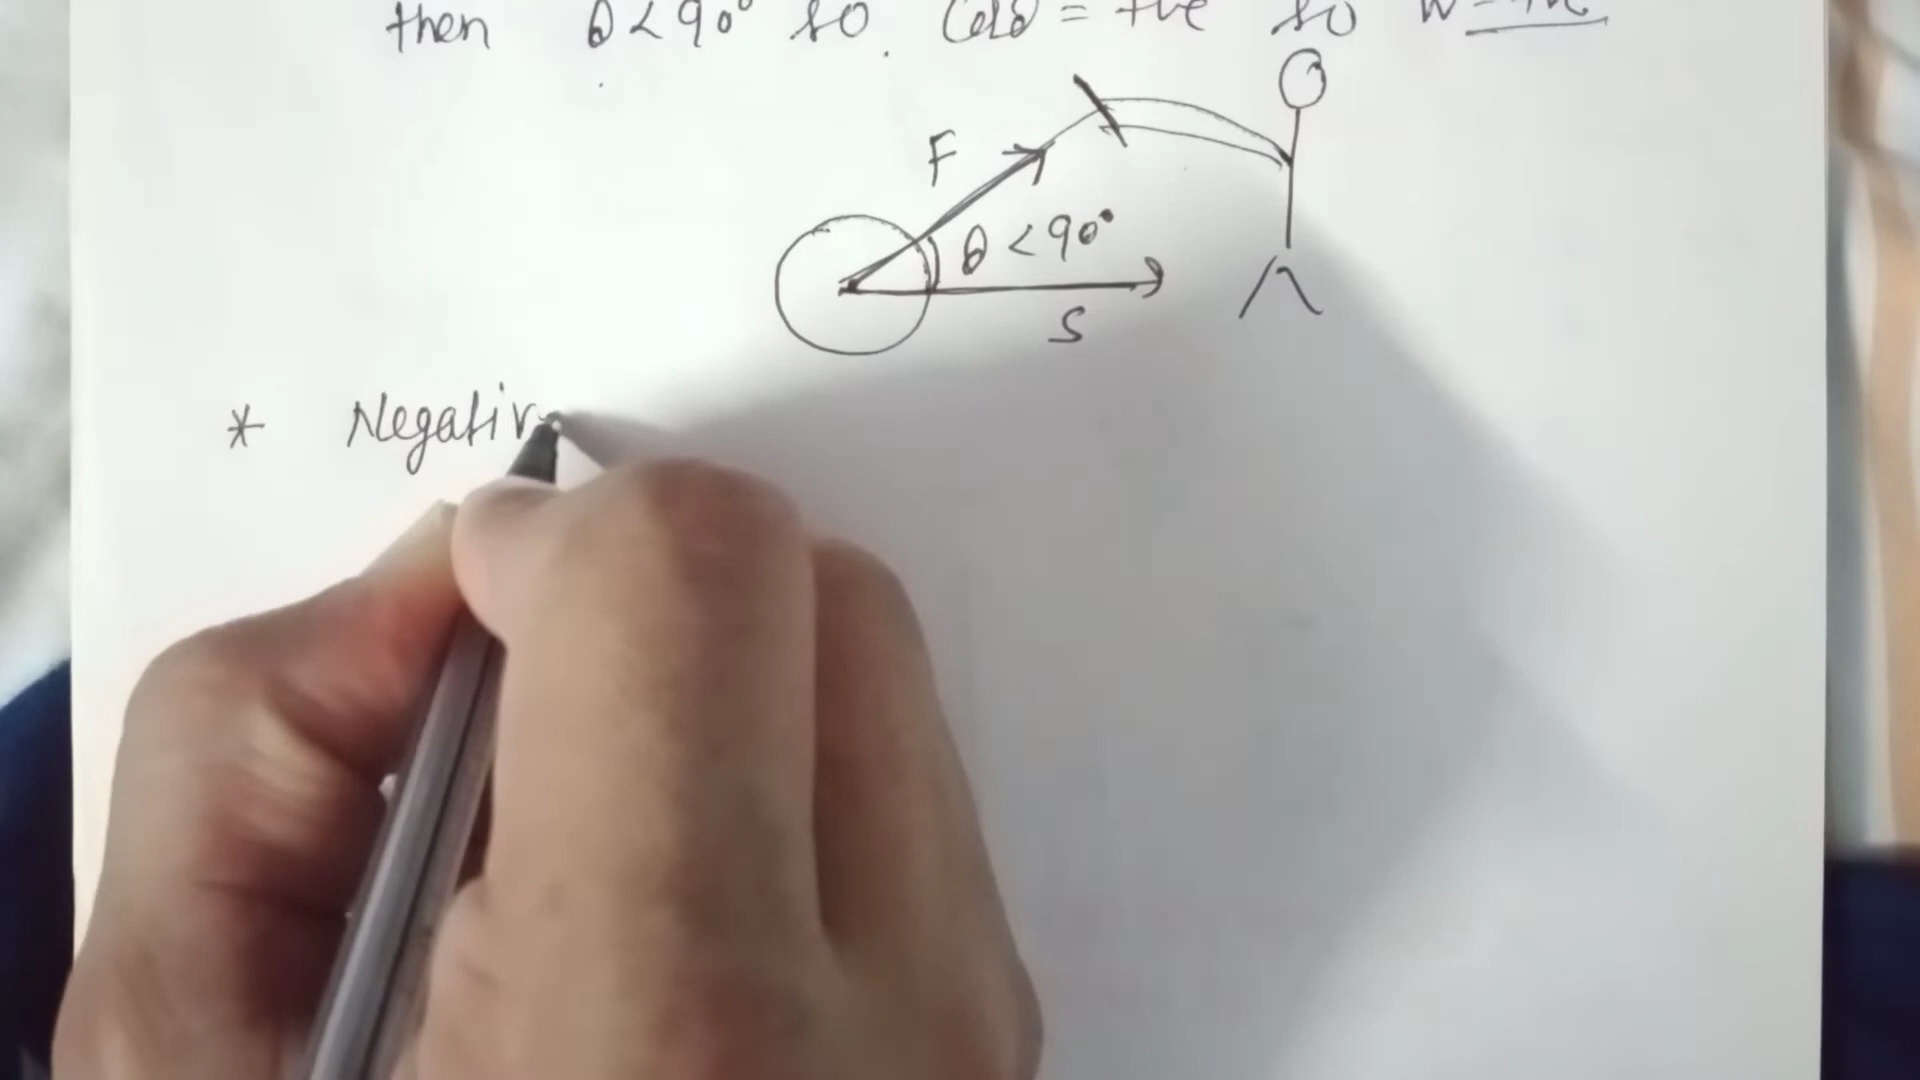 then θ < 90° so. Cosθ = +ve so W = +ve
F
θ < 90°
S
* Negativ